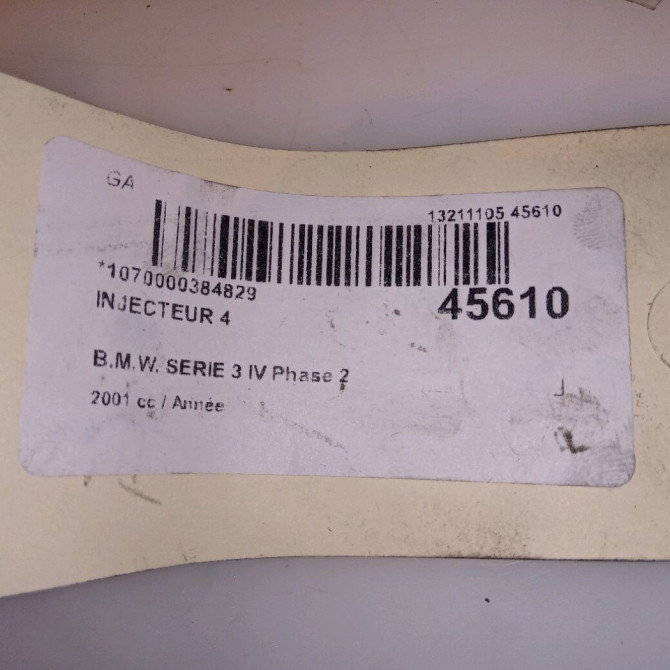 GA
13211105 45610
*1070000384829
45610
INJECTEUR 4
B.M.W. SERIE 3 IV Phase 2
2001 cc / Année